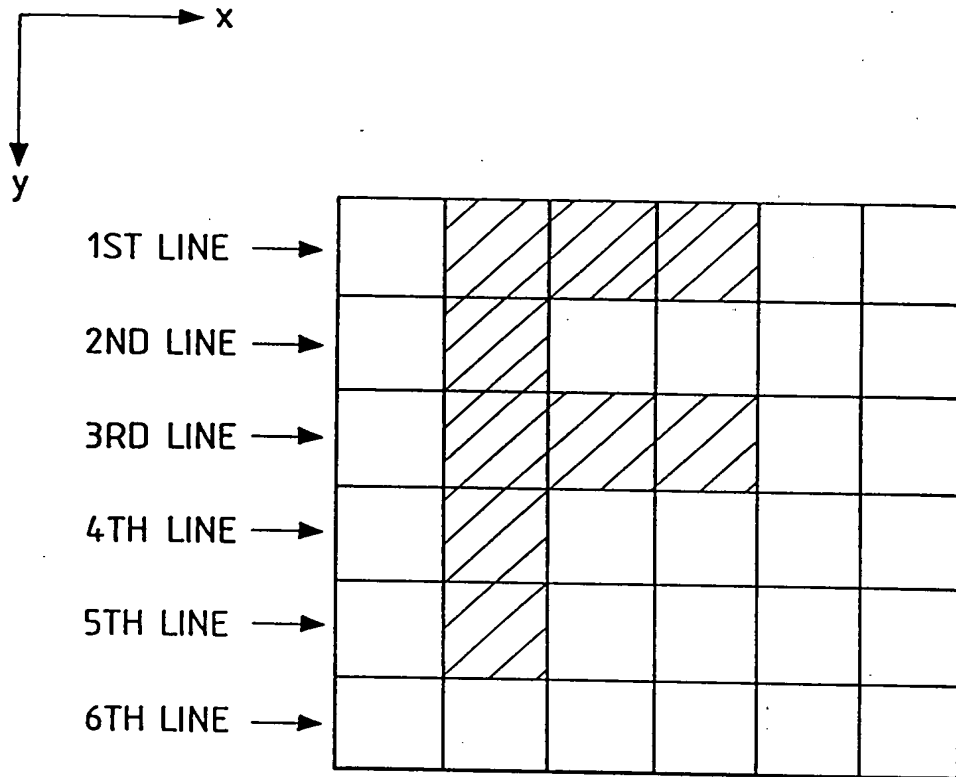 x
y
1ST LINE
2ND LINE
3RD LINE
4TH LINE
5TH LINE
6TH LINE